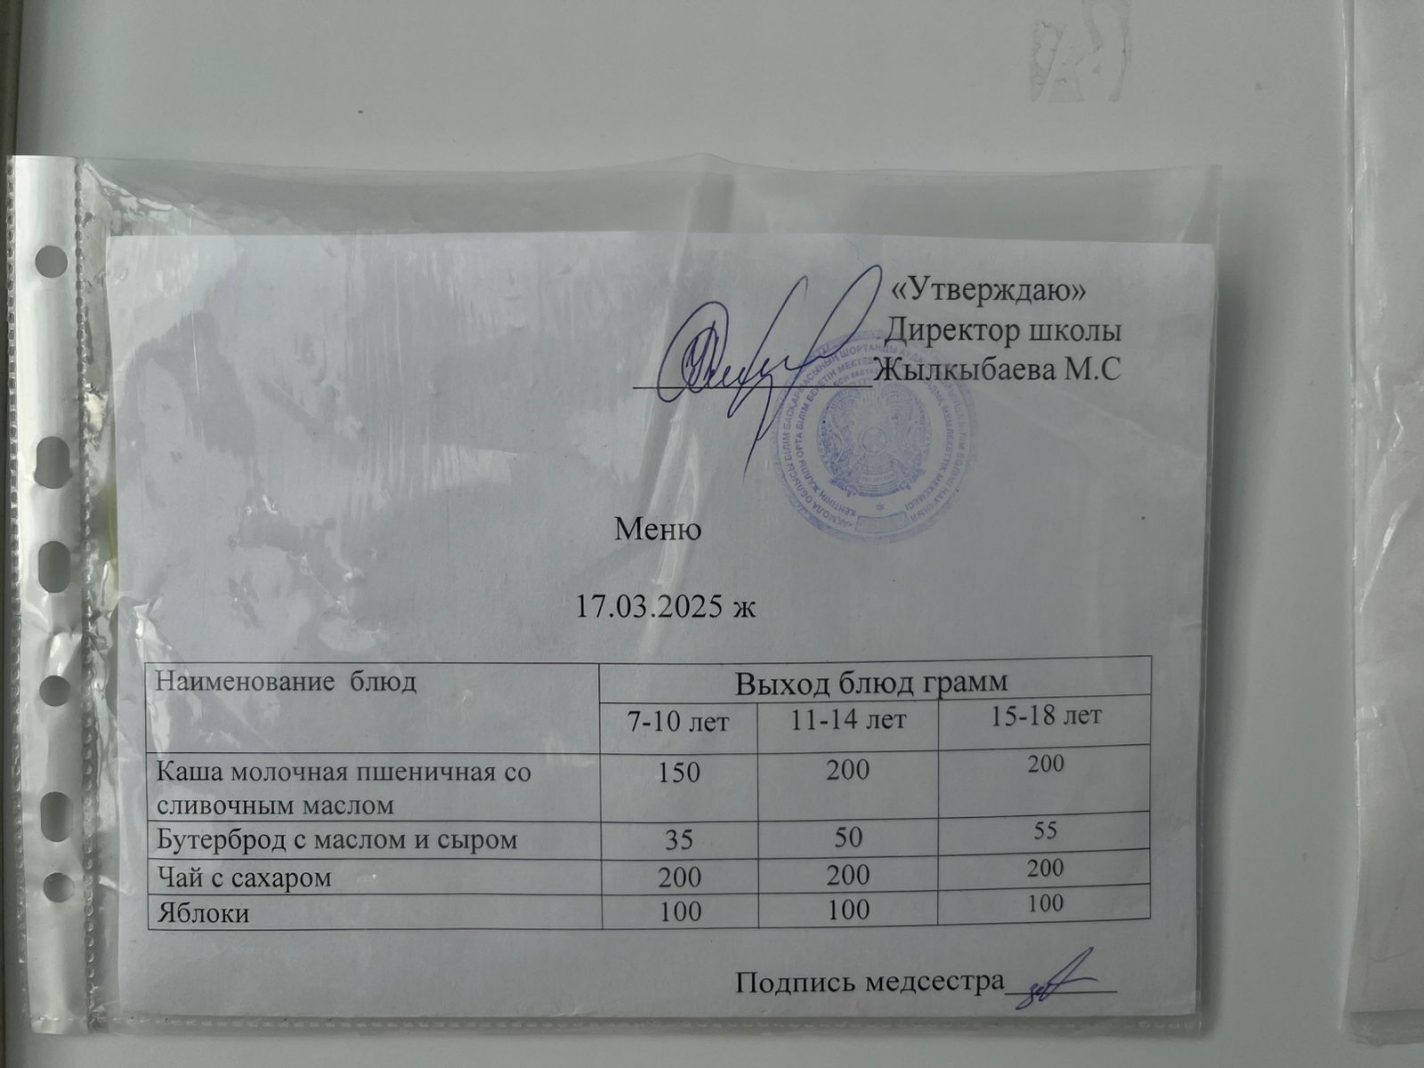 «Утверждаю»
Директор школы
Жылкыбаева М.С
Меню
17.03.2025 ж
Наименование блюд
Выход блюд грамм
7-10 лет
11-14 лет
15-18 лет
Каша молочная пшеничная со
сливочным маслом
150
200
200
Бутерброд с маслом и сыром
35
50
55
Чай с сахаром
200
200
200
Яблоки
100
100
100
Подпись медсестра